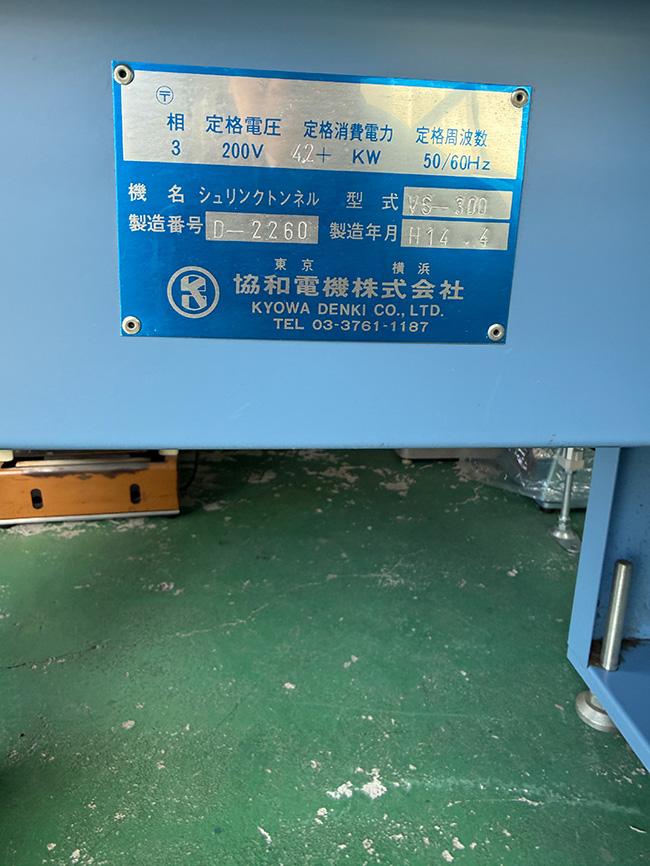 〒
相 定格電圧 定格消費電力 定格周波数
3 200V 4.2+ KW 50/60Hz
機名 シュリンクトンネル 型式 VS-300
製造番号 D-2260 製造年月 H14.4
東京 横浜
協和電機株式会社
KYOWA DENKI CO., LTD.
TEL 03-3761-1187